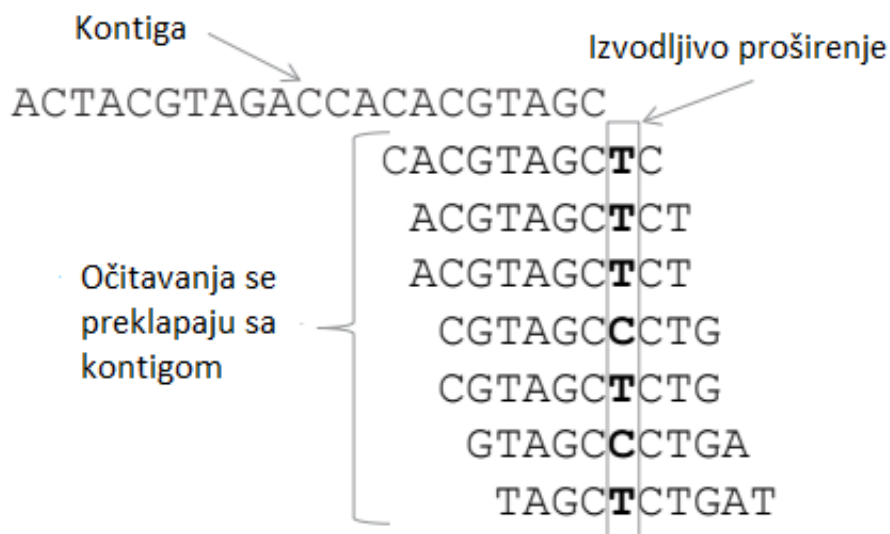 Kontiga
Izvodljivo proširenje
ACTACGTAGACCACACGTAGC
CACGTAGCTC
ACGTAGCTCT
ACGTAGCTCT
Očitavanja se
preklapaju sa
kontigom
CGTAGCCCTG
CGTAGCTCTG
GTAGCCCTGA
TAGCTCTGAT